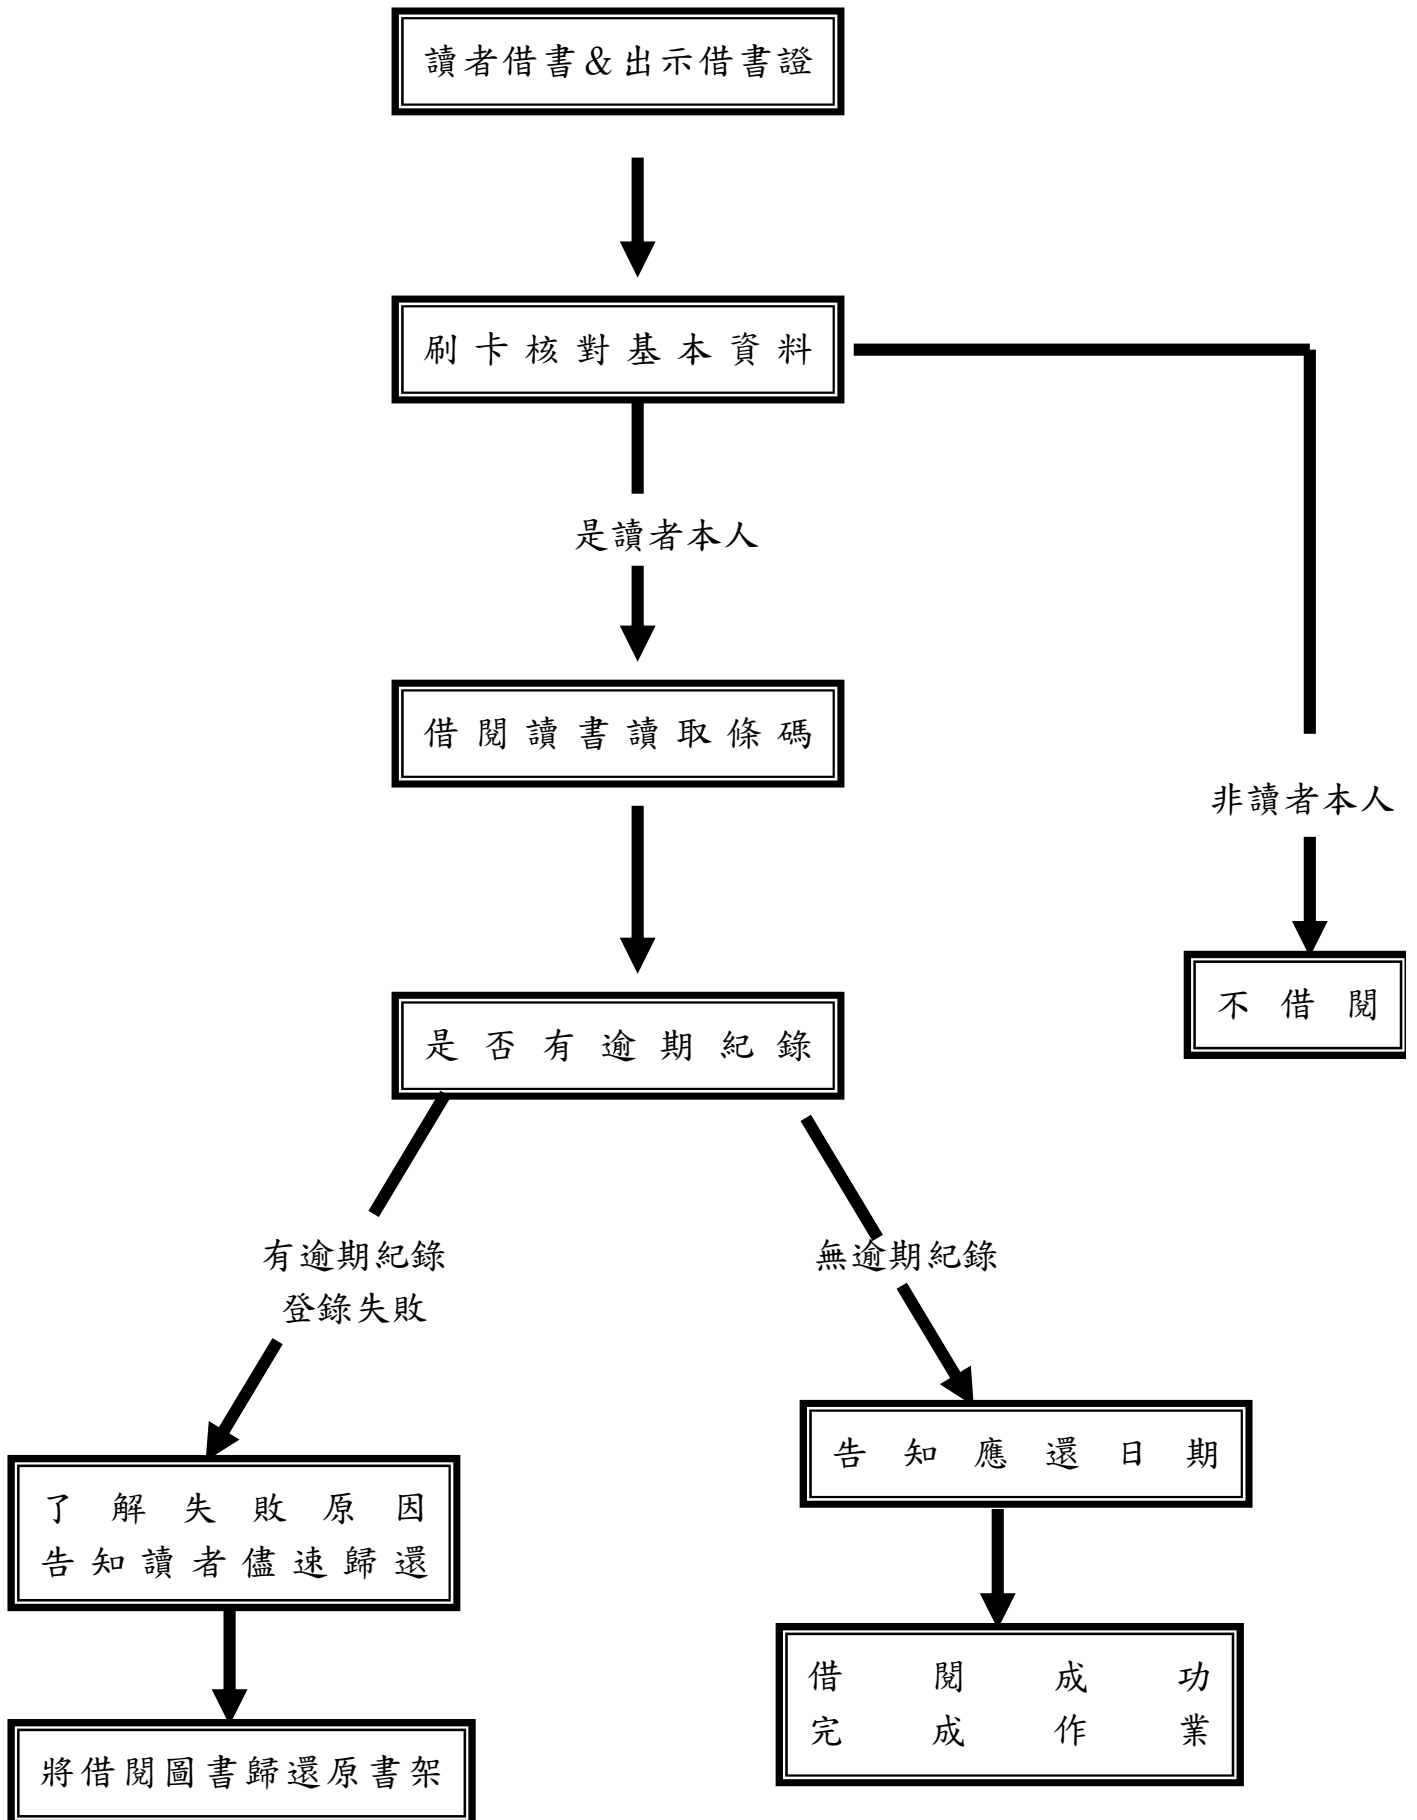 讀者借書&出示借書證
刷卡核對基本資料
是讀者本人
借閱讀書讀取條碼
非讀者本人
不借閱
是否有逾期紀錄
有逾期紀錄
登錄失敗
無逾期紀錄
告知應還日期
了解失敗原因
告知讀者儘速歸還
借閱成功
完成作業
將借閱圖書歸還原書架